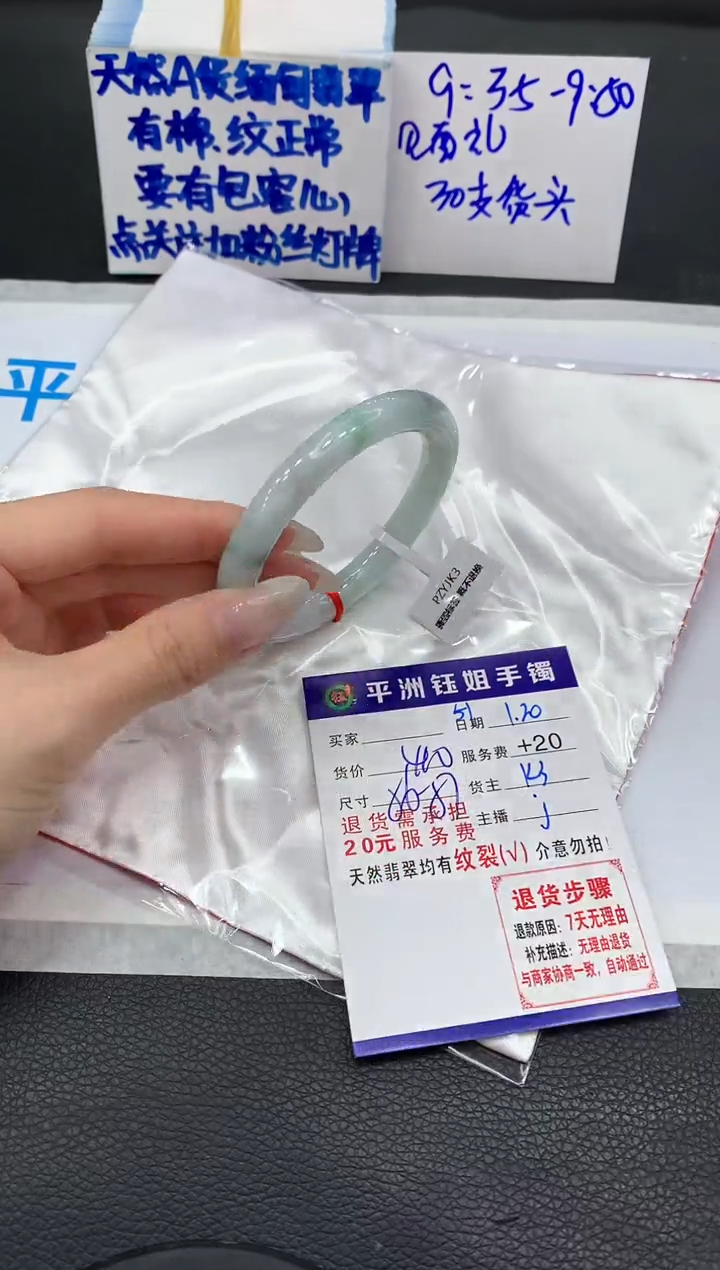 天然A货缅甸翡翠
有棉、纹正常
要有包容心
点关注加粉丝灯牌
9:35-9:50
见面礼
30支货头
平
PZYJK3
平洲钰姐手镯
买家
日期 1.20
货价
服务费 +20
尺寸
货主 K3
退货需承担
20元服务费
主播 j
天然翡翠均有纹裂(√) 介意勿拍!
退货步骤
退款原因:7天无理由
补充描述:无理由退货
与商家协商一致,自动通过